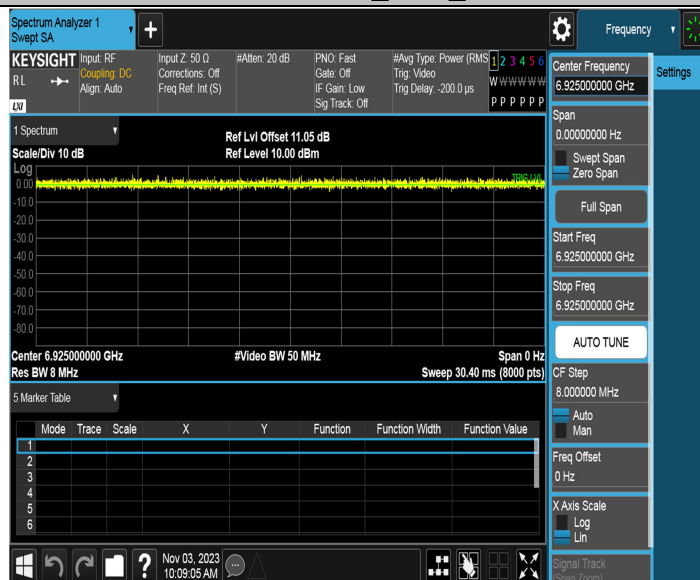 Spectrum Analyzer 1
Swept SA
Frequency
KEYSIGHT
RL
LNI
Input: RF
Coupling: DC
Align: Auto
Input Z: 50 Ω
Corrections: Off
Freq Ref: Int (S)
#Atten: 20 dB
PNO: Fast
Gate: Off
IF Gain: Low
Sig Track: Off
#Avg Type: Power (RMS
Trig: Video
Trig Delay: -200.0 µs
1 2 3 4 5 6
W W W W W W
P P P P P P
1 Spectrum
Scale/Div 10 dB
Ref Lvl Offset 11.05 dB
Ref Level 10.00 dBm
Log
TRIG LVL
0.00
-10.0
-20.0
-30.0
-40.0
-50.0
-60.0
-70.0
-80.0
Center 6.925000000 GHz
#Video BW 50 MHz
Span 0 Hz
Res BW 8 MHz
Sweep 30.40 ms (8000 pts)
5 Marker Table
Mode Trace Scale X Y Function Function Width Function Value
1
2
3
4
5
6
?
Nov 03, 2023
10:09:05 AM
Center Frequency
6.925000000 GHz
Span
0.00000000 Hz
Swept Span
Zero Span
Full Span
Start Freq
6.925000000 GHz
Stop Freq
6.925000000 GHz
AUTO TUNE
CF Step
8.000000 MHz
Auto
Man
Freq Offset
0 Hz
X Axis Scale
Log
Lin
Signal Track
(Span Zoom)
Settings